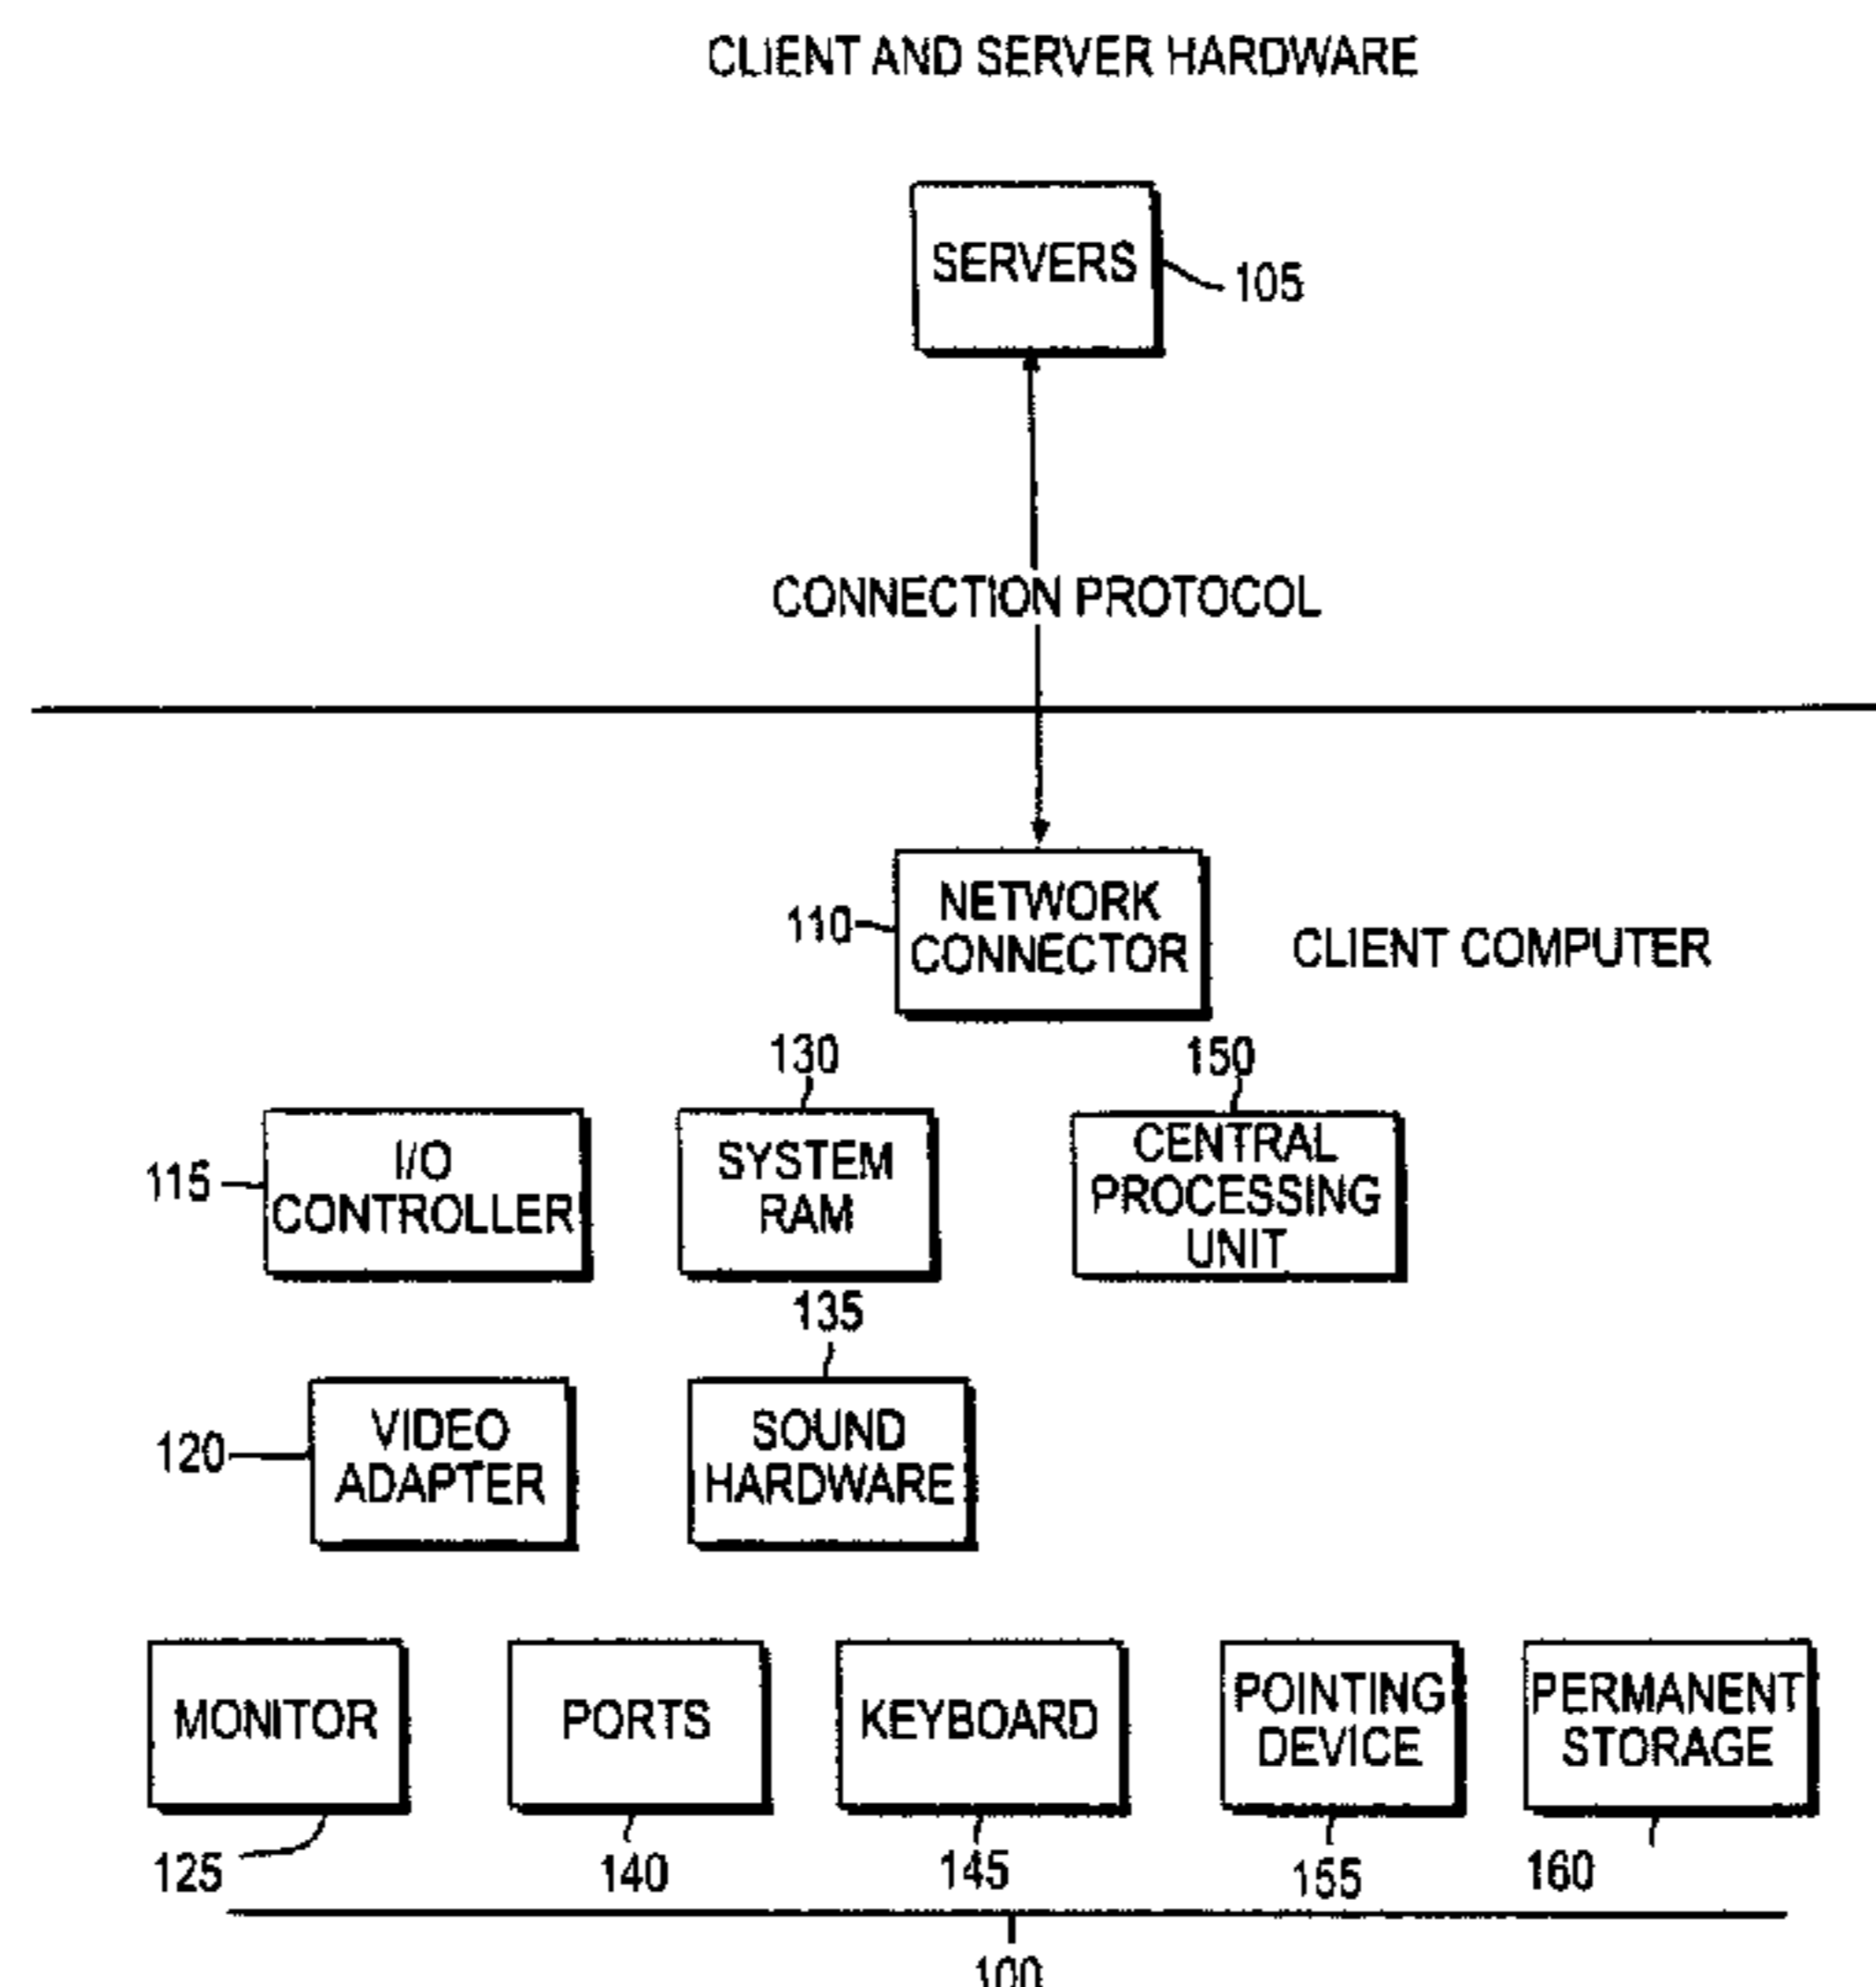 CLIENT AND SERVER HARDWARE
SERVERS
105
CONNECTION PROTOCOL
110
NETWORK
CONNECTOR
CLIENT COMPUTER
130
150
115
I/O
CONTROLLER
SYSTEM
RAM
CENTRAL
PROCESSING
UNIT
135
120
VIDEO
ADAPTER
SOUND
HARDWARE
MONITOR
PORTS
KEYBOARD
POINTING
DEVICE
PERMANENT
STORAGE
125
140
145
155
160
100